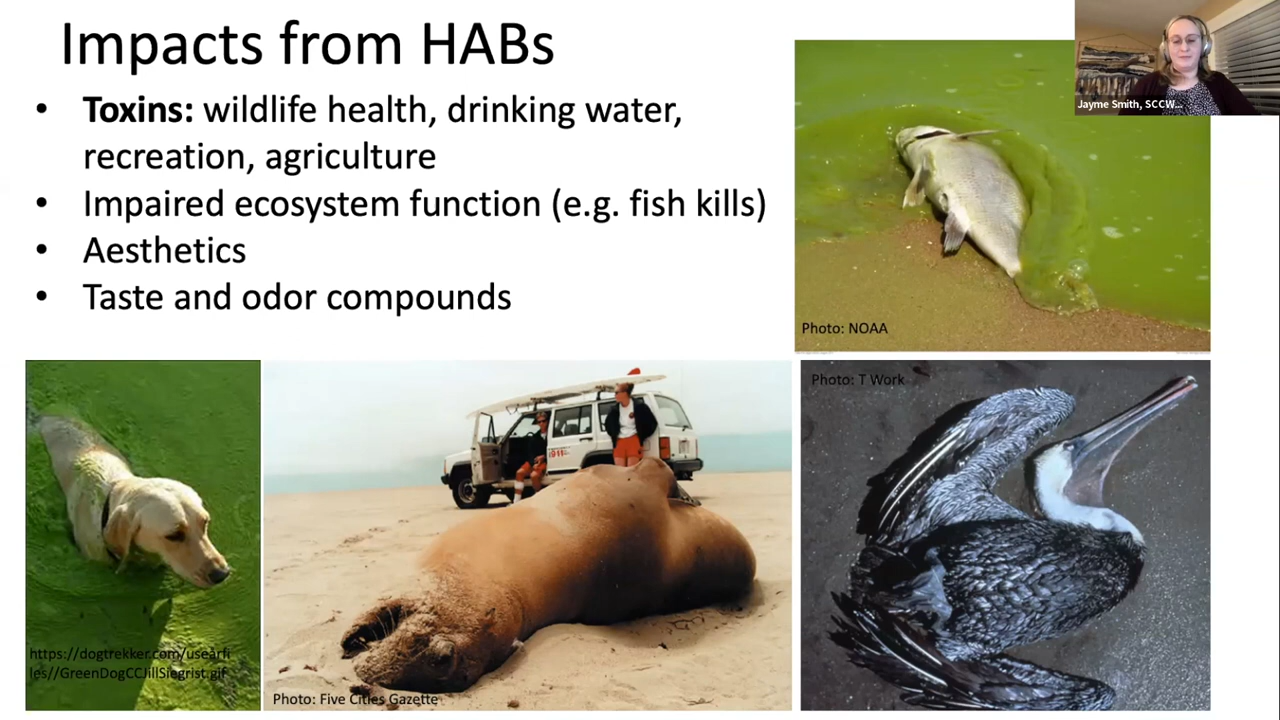 Impacts from HABs
• Toxins: wildlife health, drinking water,
recreation, agriculture
• Impaired ecosystem function (e.g. fish kills)
• Aesthetics
• Taste and odor compounds
Jayme Smith, SCCW...
Photo: NOAA
https://dogtrekker.com/usearfi
les//GreenDogCCJillSiegrist.gif
Photo: Five Cities Gazette
Photo: T Work